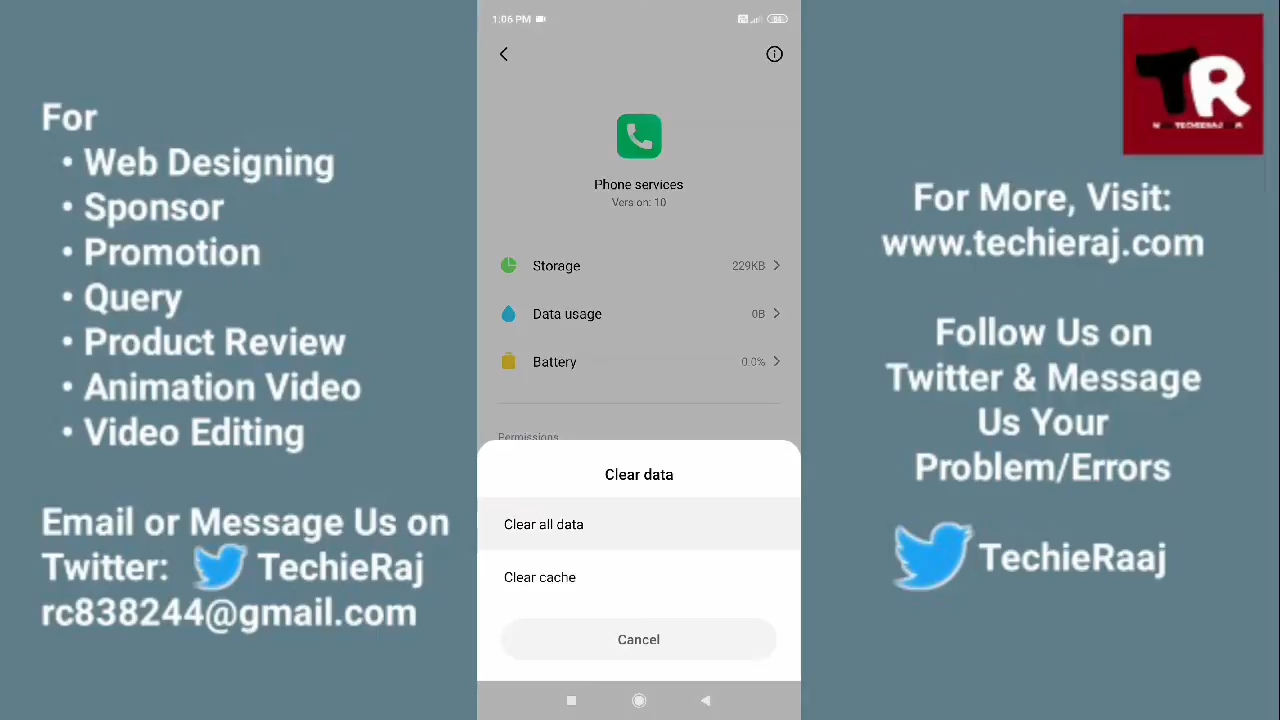 For
• Web Designing
• Sponsor
• Promotion
• Query
• Product Review
• Animation Video
• Video Editing
Email or Message Us on
Twitter: TechieRaj
rc838244@gmail.com
1:06 PM
86
Phone services
Version: 10
Storage 229KB
Data usage 0B
Battery 0.0%
Permissions
Clear data
Clear all data
Clear cache
Cancel
TR
For More, Visit:
www.techieraj.com
Follow Us on
Twitter & Message
Us Your
Problem/Errors
TechieRaaj